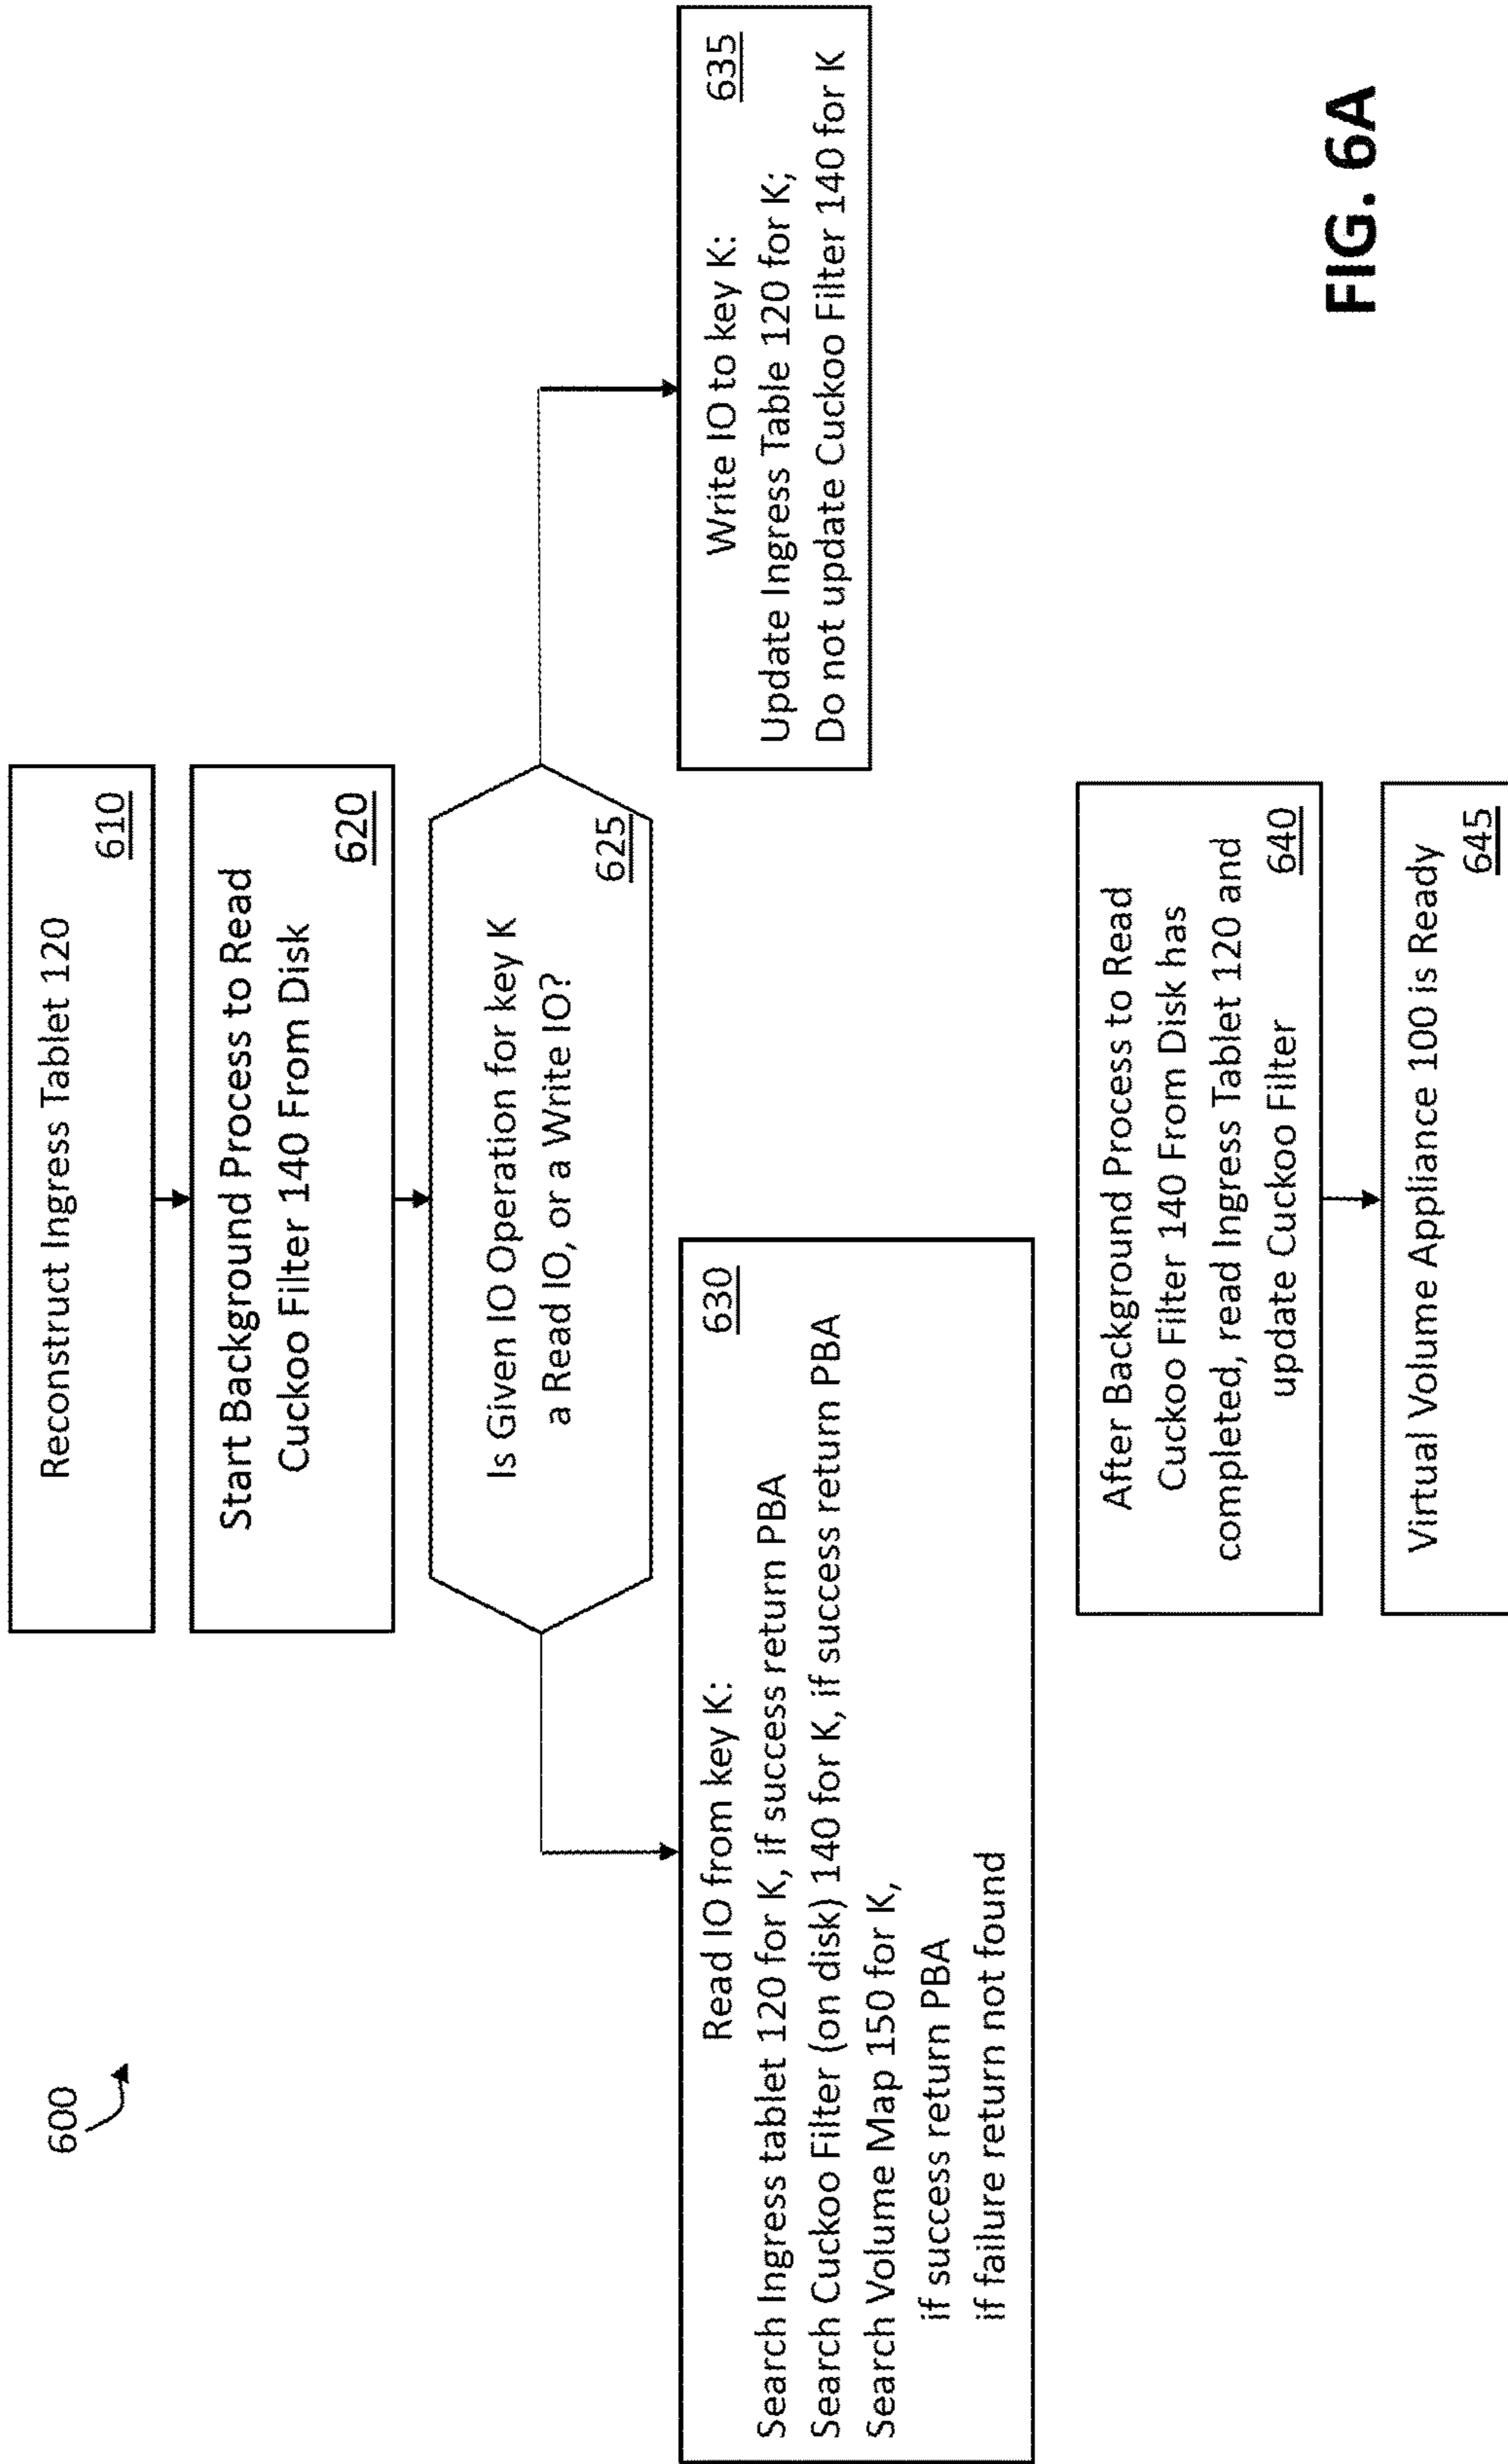 600
Reconstruct Ingress Tablet 120
610
Start Background Process to Read
Cuckoo Filter 140 From Disk
620
Is Given IO Operation for key K
a Read IO, or a Write IO?
625
Read IO from key K:
630
Search Ingress tablet 120 for K, if success return PBA
Search Cuckoo Filter (on disk) 140 for K, if success return PBA
Search Volume Map 150 for K,
if success return PBA
if failure return not found
Write IO to key K:
635
Update Ingress Table 120 for K;
Do not update Cuckoo Filter 140 for K
After Background Process to Read
Cuckoo Filter 140 From Disk has
completed, read Ingress Tablet 120 and
update Cuckoo Filter
640
Virtual Volume Appliance 100 is Ready
645
FIG. 6A